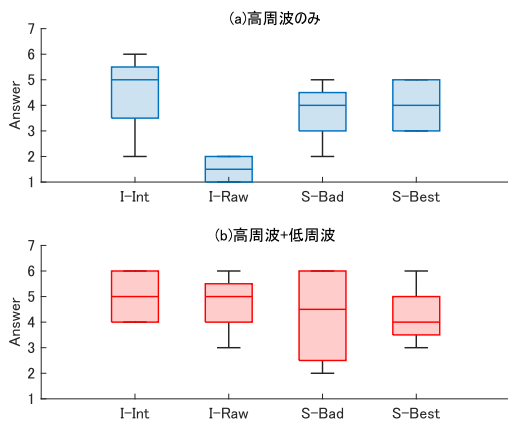 (a)高周波のみ
7
6
5
4
3
2
1
Answer
I-Int I-Raw S-Bad S-Best
(b)高周波+低周波
7
6
5
4
3
2
1
Answer
I-Int I-Raw S-Bad S-Best